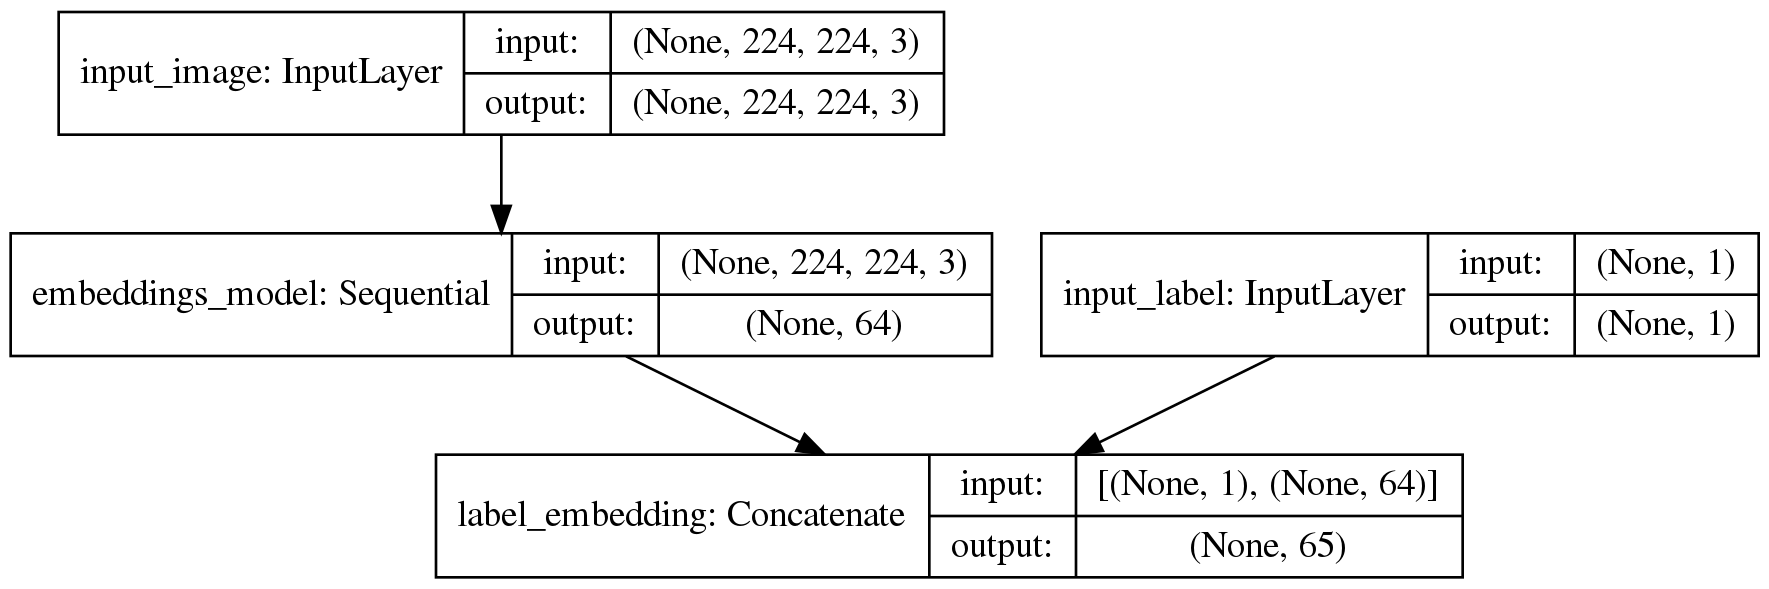 input_image: InputLayer
input:
(None, 224, 224, 3)
output:
(None, 224, 224, 3)
embeddings_model: Sequential
input:
(None, 224, 224, 3)
output:
(None, 64)
input_label: InputLayer
input:
(None, 1)
output:
(None, 1)
label_embedding: Concatenate
input:
[(None, 1), (None, 64)]
output:
(None, 65)